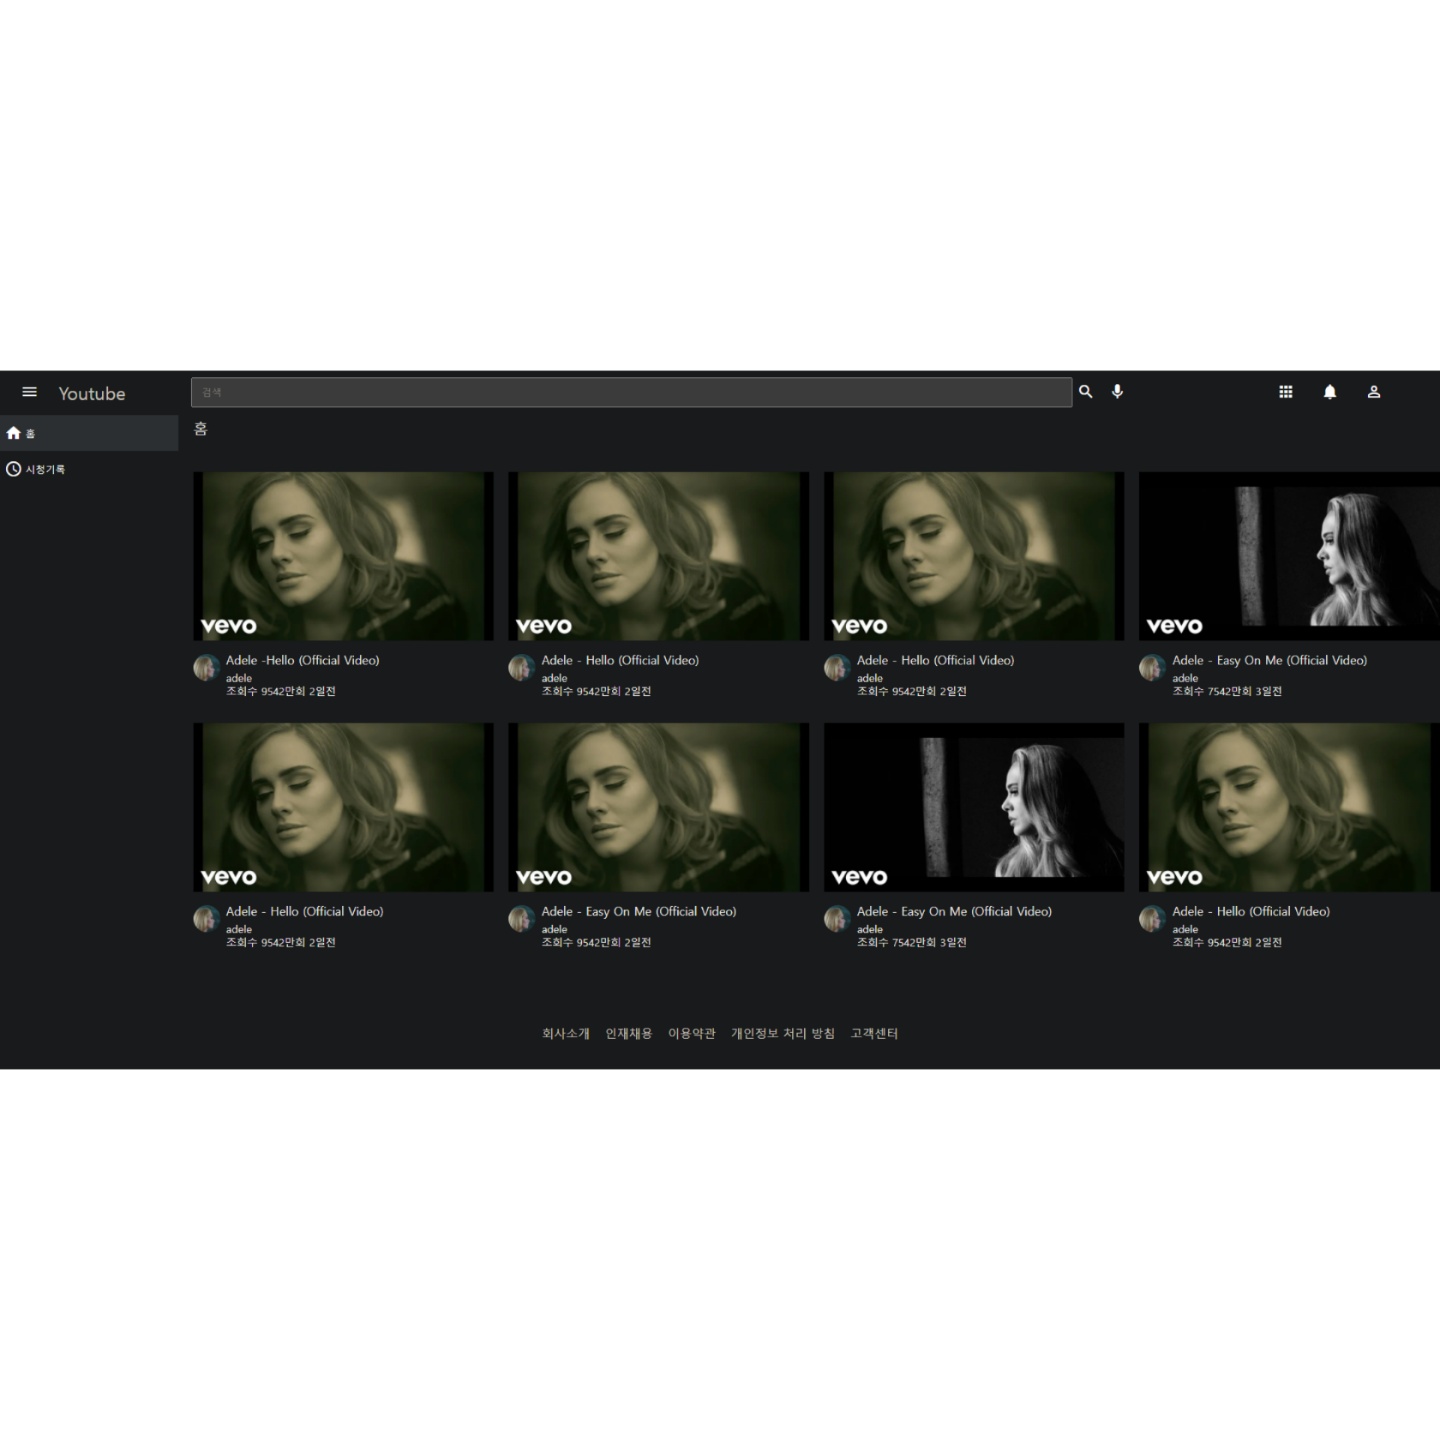 Youtube
검색
홈
홈
시청기록
vevo
vevo
vevo
vevo
Adele -Hello (Official Video)
adele
조회수 9542만회 2일전
Adele - Hello (Official Video)
adele
조회수 9542만회 2일전
Adele - Hello (Official Video)
adele
조회수 9542만회 2일전
Adele - Easy On Me (Official Video)
adele
조회수 7542만회 3일전
vevo
vevo
vevo
vevo
Adele - Hello (Official Video)
adele
조회수 9542만회 2일전
Adele - Easy On Me (Official Video)
adele
조회수 9542만회 2일전
Adele - Easy On Me (Official Video)
adele
조회수 7542만회 3일전
Adele - Hello (Official Video)
adele
조회수 9542만회 2일전
회사소개 인재채용 이용약관 개인정보 처리 방침 고객센터